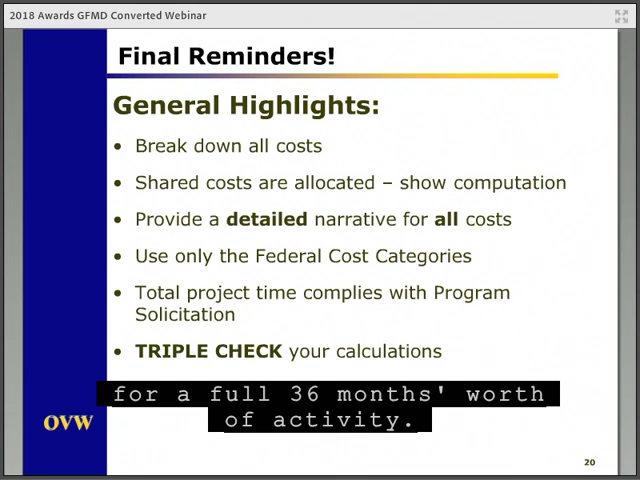 2018 Awards GFMD Converted Webinar
Final Reminders!
General Highlights:
• Break down all costs
• Shared costs are allocated – show computation
• Provide a detailed narrative for all costs
• Use only the Federal Cost Categories
• Total project time complies with Program
Solicitation
• TRIPLE CHECK your calculations
for a full 36 months' worth
of activity.
OVW
20